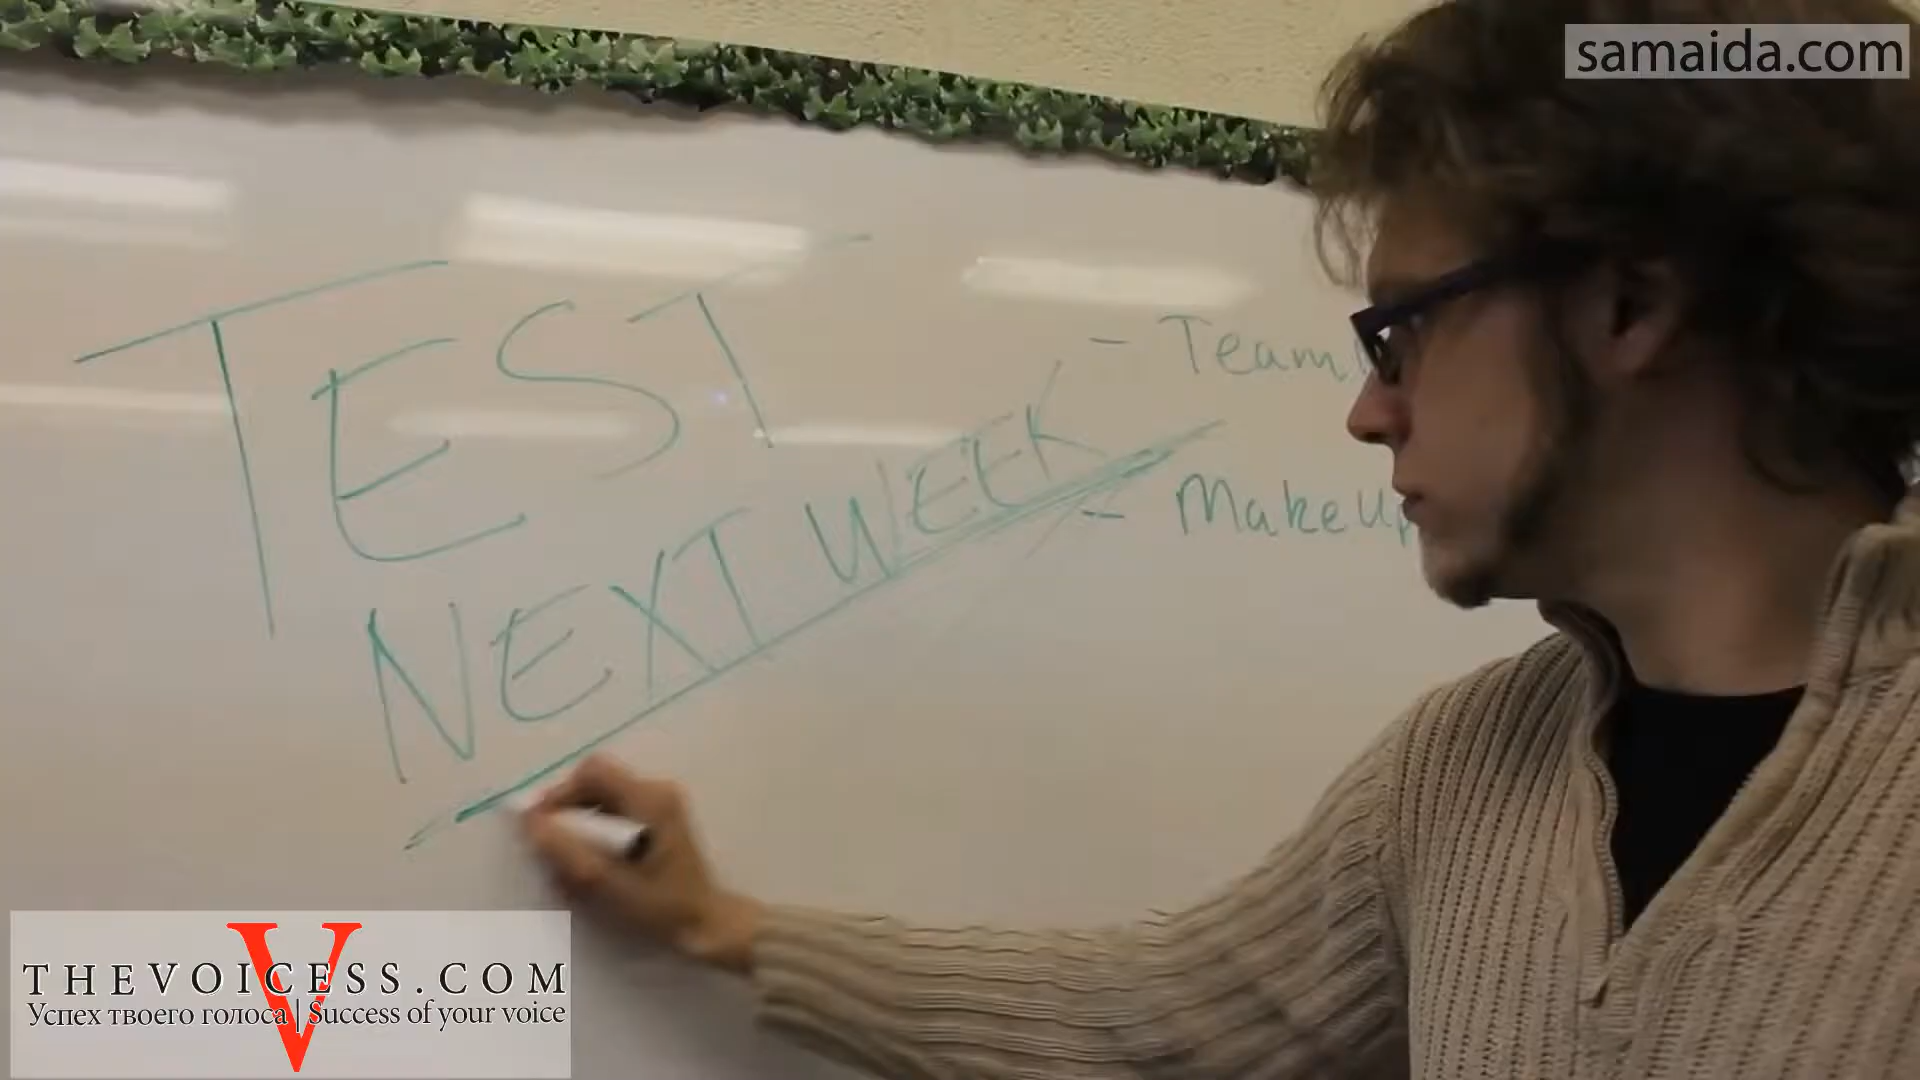 samaida.com
TEST
NEXT WEEK
- Team
- Makeup
THEVOICESS.COM
Успех твоего голоса | Success of your voice